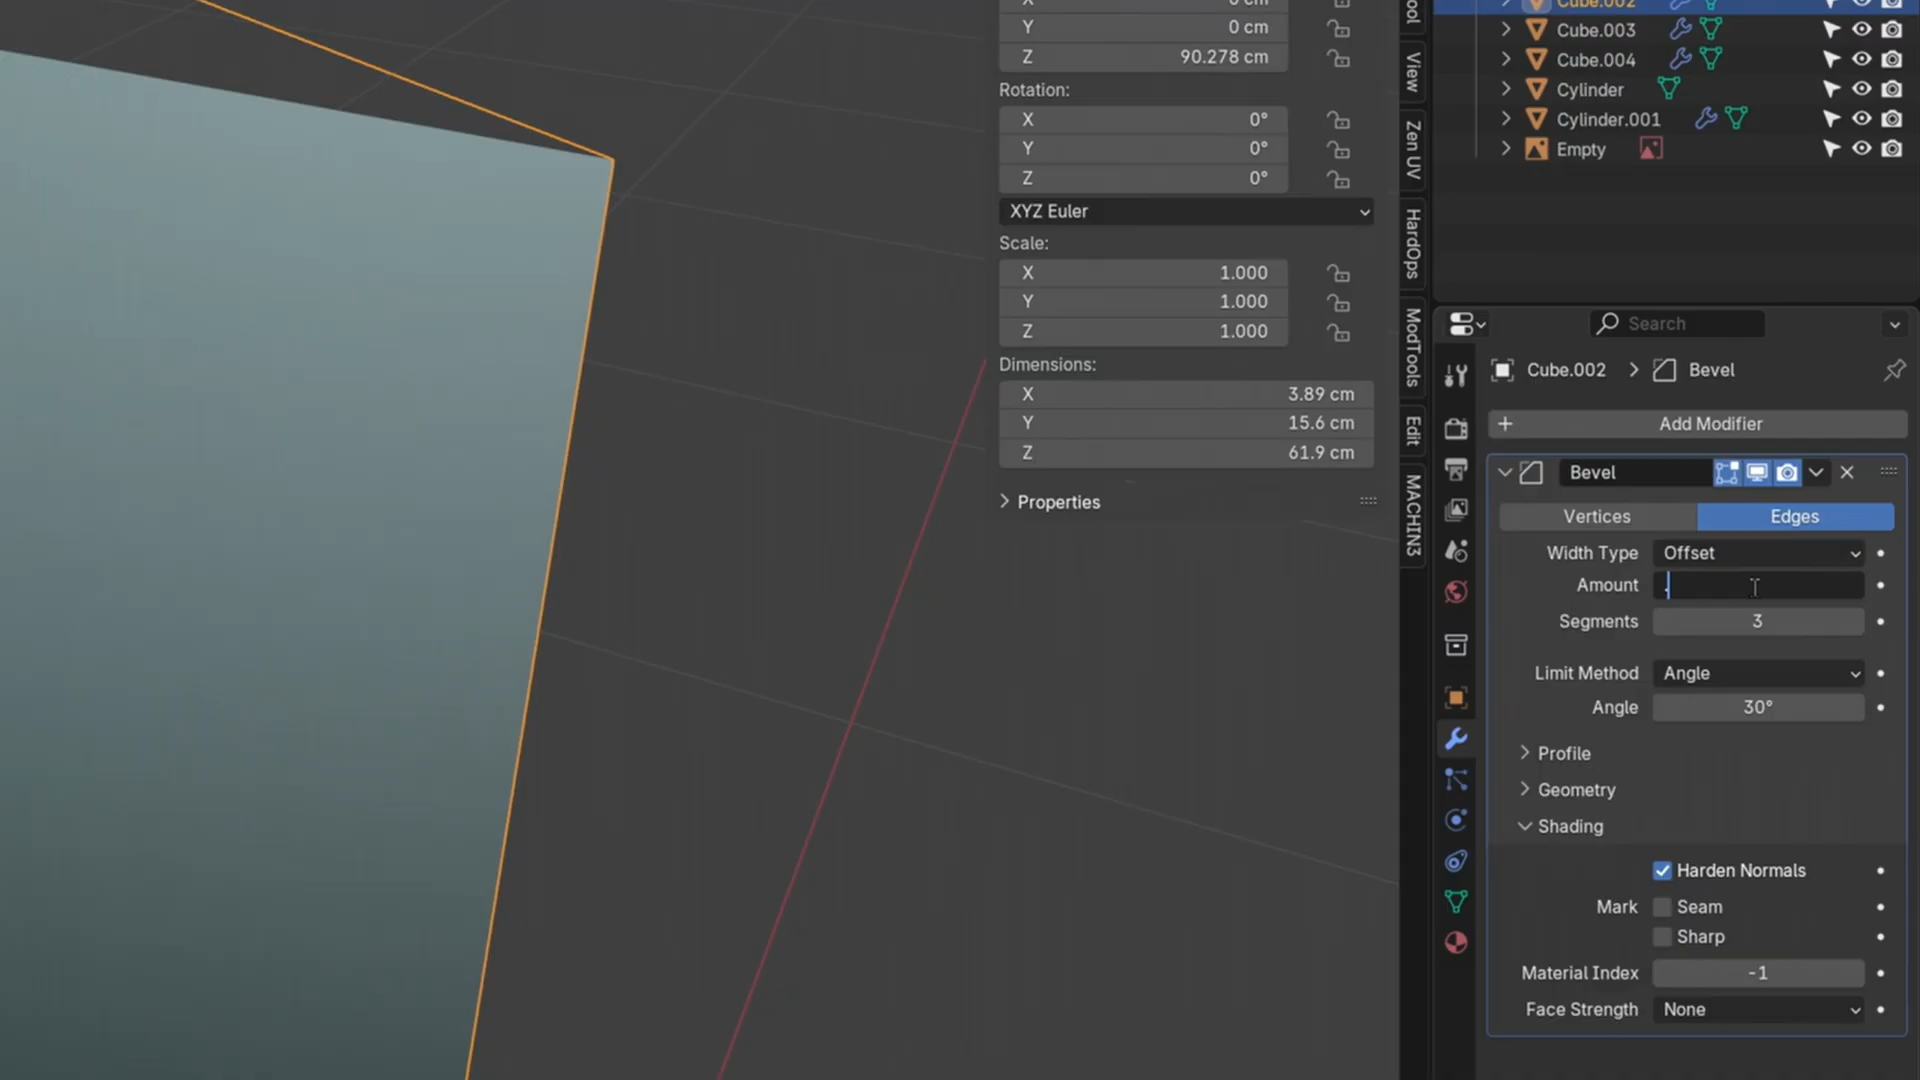 0 cm
Y 0 cm
Z 90.278 cm
Rotation:
X 0°
Y 0°
Z 0°
XYZ Euler
Scale:
X 1.000
Y 1.000
Z 1.000
Dimensions:
X 3.89 cm
Y 15.6 cm
Z 61.9 cm
Properties
View
Zen UV
HardOps
ModTools
Edit
MACHIN3
Cube.002
Cube.003
Cube.004
Cylinder
Cylinder.001
Empty
Search
Cube.002 > Bevel
+ Add Modifier
Bevel
Vertices Edges
Width Type Offset
Amount .
Segments 3
Limit Method Angle
Angle 30°
Profile
Geometry
Shading
Harden Normals
Mark Seam
Sharp
Material Index -1
Face Strength None